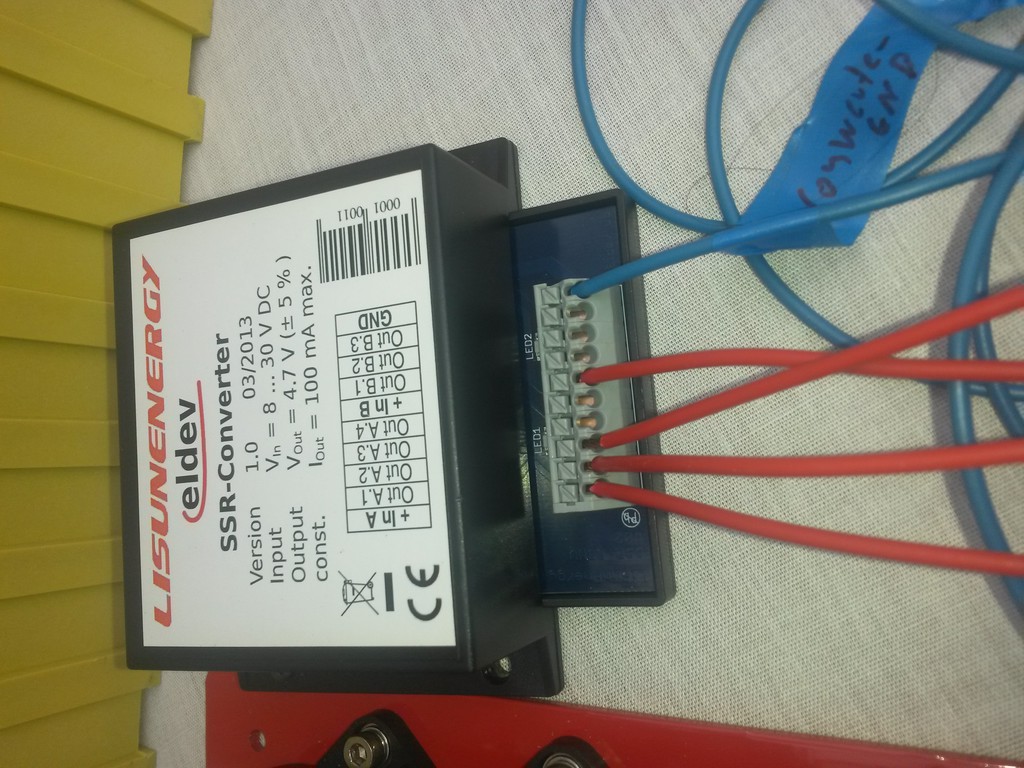 LISUNENERGY
eldev
SSR-Converter
Version 1.0 03/2013
Input VIn = 8 ... 30 V DC
Output VOut = 4.7 V (± 5 %)
const. IOut = 100 mA max.
+ In A
Out A.1
Out A.2
Out A.3
Out A.4
+ In B
Out B.1
Out B.2
Out B.3
GND
0001 0011
CE
LED1
LED2
GND